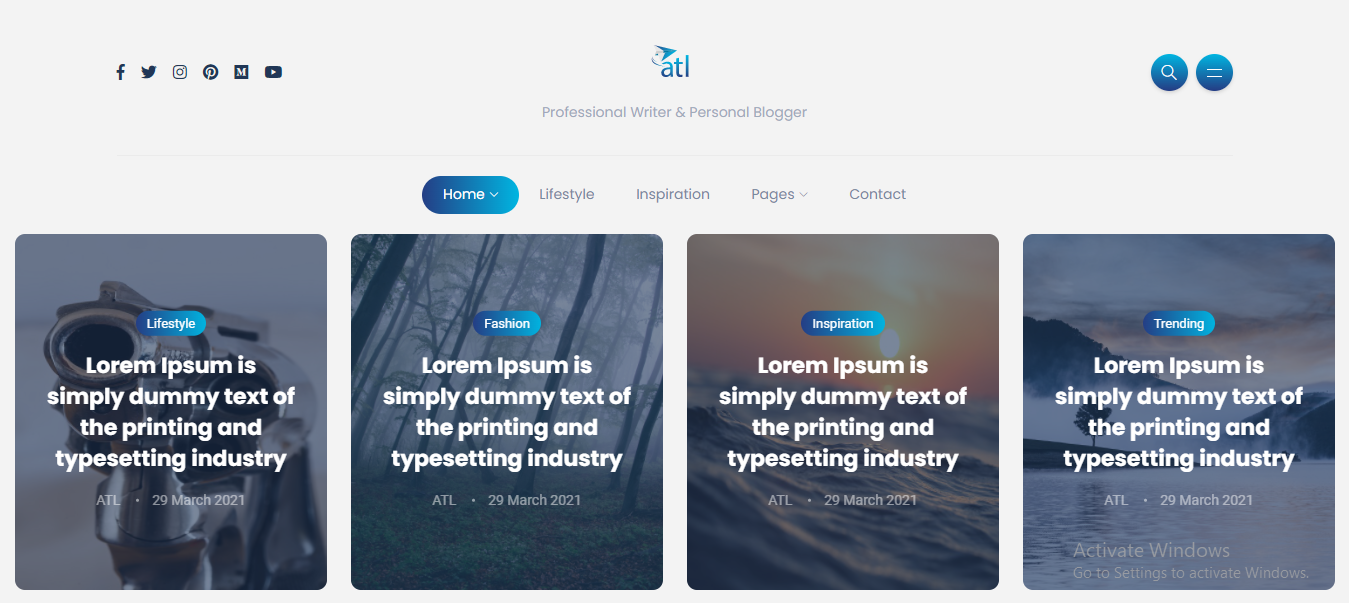 atl
Professional Writer & Personal Blogger
Home Lifestyle Inspiration Pages Contact
Lifestyle
Lorem Ipsum is
simply dummy text of
the printing and
typesetting industry
ATL • 29 March 2021
Fashion
Lorem Ipsum is
simply dummy text of
the printing and
typesetting industry
ATL • 29 March 2021
Inspiration
Lorem Ipsum is
simply dummy text of
the printing and
typesetting industry
ATL • 29 March 2021
Trending
Lorem Ipsum is
simply dummy text of
the printing and
typesetting industry
ATL • 29 March 2021
Activate Windows
Go to Settings to activate Windows.